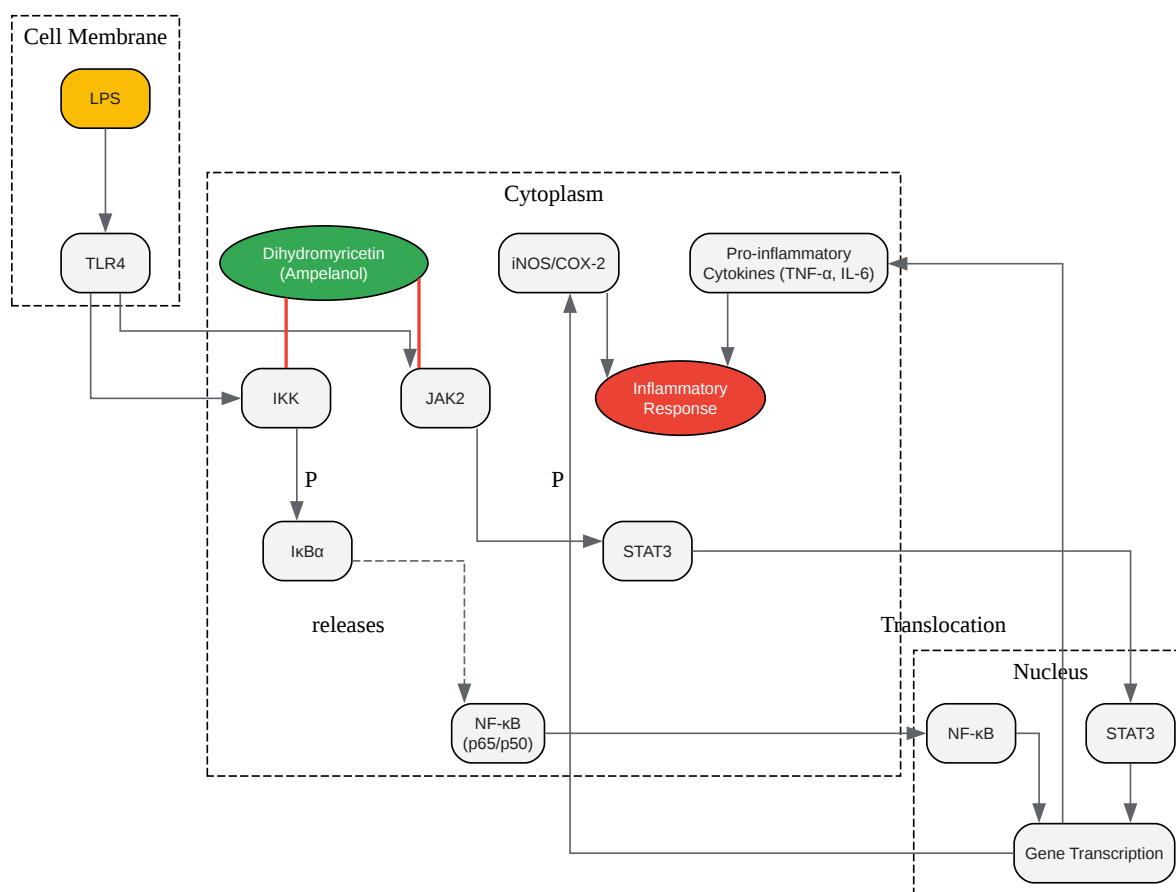 Cell Membrane
LPS
TLR4
Cytoplasm
Dihydromyricetin
(Ampelanol)
iNOS/COX-2
Pro-inflammatory
Cytokines (TNF-α, IL-6)
IKK
JAK2
Inflammatory
Response
P
P
IκBα
STAT3
releases
Translocation
Nucleus
NF-κB
(p65/p50)
NF-κB
STAT3
Gene Transcription